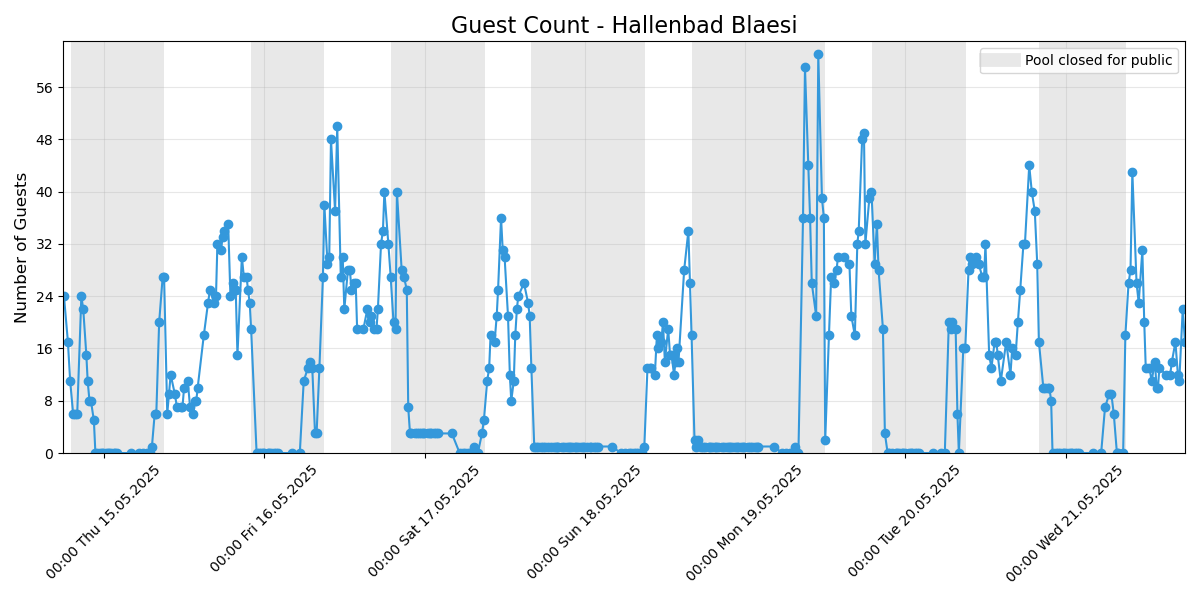 Guest Count - Hallenbad Blaesi
Pool closed for public
Number of Guests
56
48
40
32
24
16
8
0
00:00 Thu 15.05.2025
00:00 Fri 16.05.2025
00:00 Sat 17.05.2025
00:00 Sun 18.05.2025
00:00 Mon 19.05.2025
00:00 Tue 20.05.2025
00:00 Wed 21.05.2025